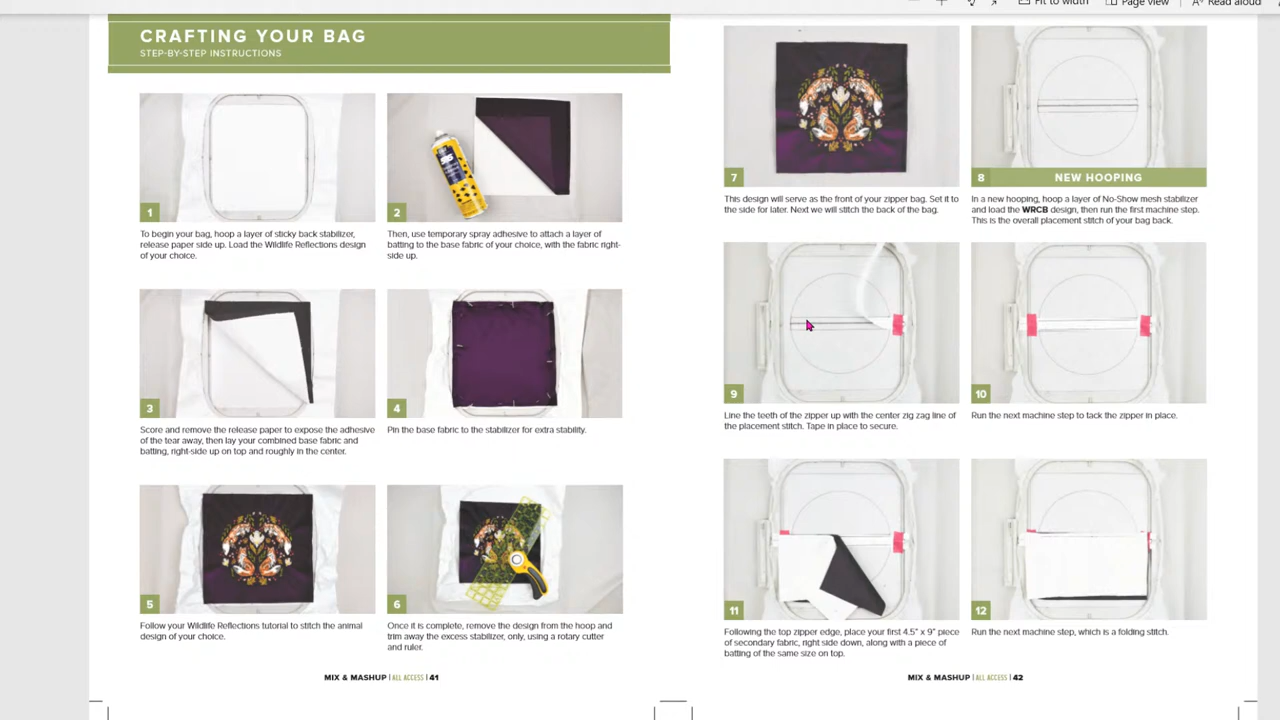 Fit to width
Page view
Read aloud
CRAFTING YOUR BAG
STEP-BY-STEP INSTRUCTIONS
1
To begin your bag, hoop a layer of sticky back stabilizer,
release paper side up. Load the Wildlife Reflections design
of your choice.
2
Then, use temporary spray adhesive to attach a layer of
batting to the base fabric of your choice, with the fabric right-
side up.
3
Score and remove the release paper to expose the adhesive
of the tear away, then lay your combined base fabric and
batting, right-side up on top and roughly in the center.
4
Pin the base fabric to the stabilizer for extra stability.
5
Follow your Wildlife Reflections tutorial to stitch the animal
design of your choice.
6
Once it is complete, remove the design from the hoop and
trim away the excess stabilizer, only, using a rotary cutter
and ruler.
MIX & MASHUP | ALL ACCESS | 41
7
This design will serve as the front of your zipper bag. Set it to
the side for later. Next we will stitch the back of the bag.
8 NEW HOOPING
In a new hooping, hoop a layer of No-Show mesh stabilizer
and load the WRCB design, then run the first machine step.
This is the overall placement stitch of your bag back.
9
Line the teeth of the zipper up with the center zig zag line of
the placement stitch. Tape in place to secure.
10
Run the next machine step to tack the zipper in place.
11
Following the top zipper edge, place your first 4.5" x 9" piece
of secondary fabric, right side down, along with a piece of
batting of the same size on top.
12
Run the next machine step, which is a folding stitch.
MIX & MASHUP | ALL ACCESS | 42